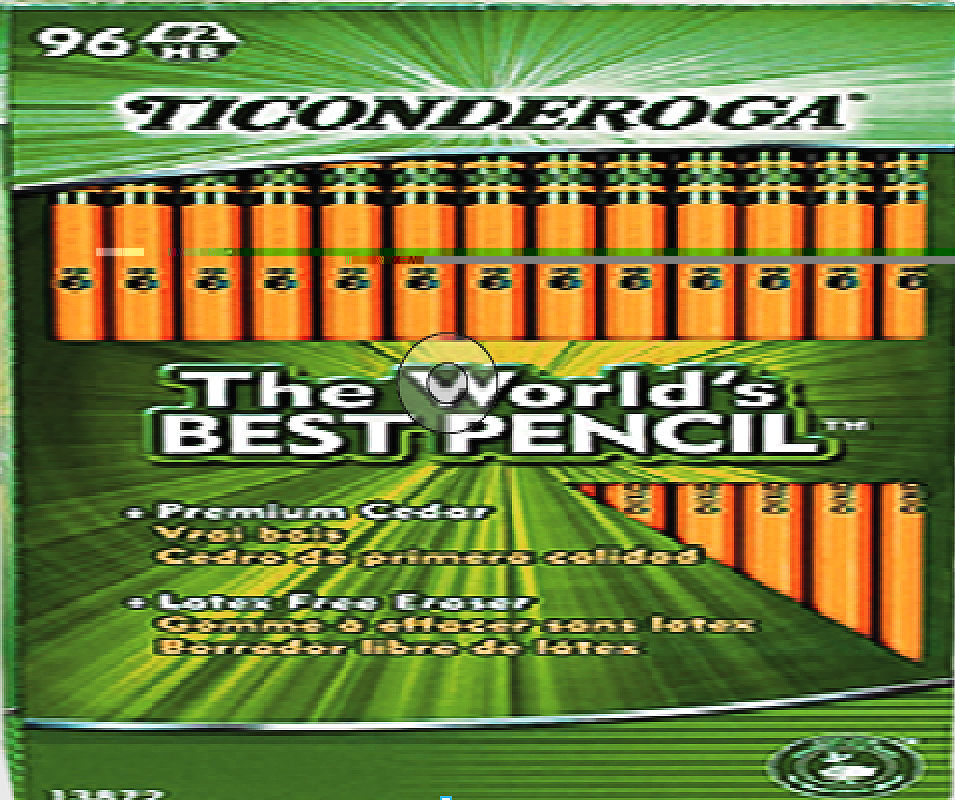 96 2
HB
TICONDEROGA®
The World's
BEST PENCIL™
• Premium Cedar
Vrai bois
Cedro de primera calidad
• Latex Free Eraser
Gomme à effacer sans latex
Borrador libre de látex
13872